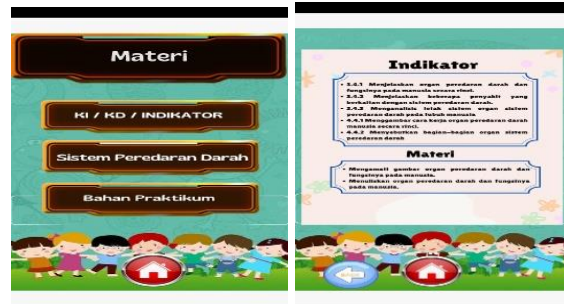 Materi
KI / KD / INDIKATOR
Sistem Peredaran Darah
Bahan Praktikum
Indikator
• 3.4.1 Menjelaskan organ peredaran darah dan
fungsinya pada manusia secara rinci.
• 3.4.2 Menjelaskan beberapa penyakit yang
berkaitan dengan sistem peredaran darah.
• 3.4.3 Menganalisis letak sistem organ sistem
peredaran darah pada tubuh manusia
• 4.4.1 Menggambar cara kerja organ peredaran darah
manusia secara rinci.
• 4.4.2 Menyebutkan bagian-bagian organ sistem
peredaran darah
Materi
• Mengamati gambar organ peredaran darah dan
fungsinya pada manusia.
• Menuliskan organ peredaran darah dan fungsinya
pada manusia.